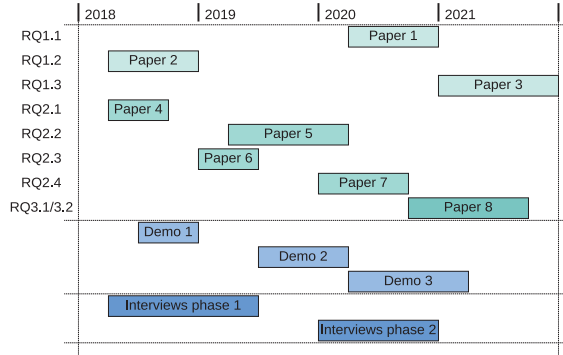 2018 2019 2020 2021
RQ1.1 Paper 1
RQ1.2 Paper 2
RQ1.3 Paper 3
RQ2.1 Paper 4
RQ2.2 Paper 5
RQ2.3 Paper 6
RQ2.4 Paper 7
RQ3.1/3.2 Paper 8
Demo 1
Demo 2
Demo 3
Interviews phase 1
Interviews phase 2